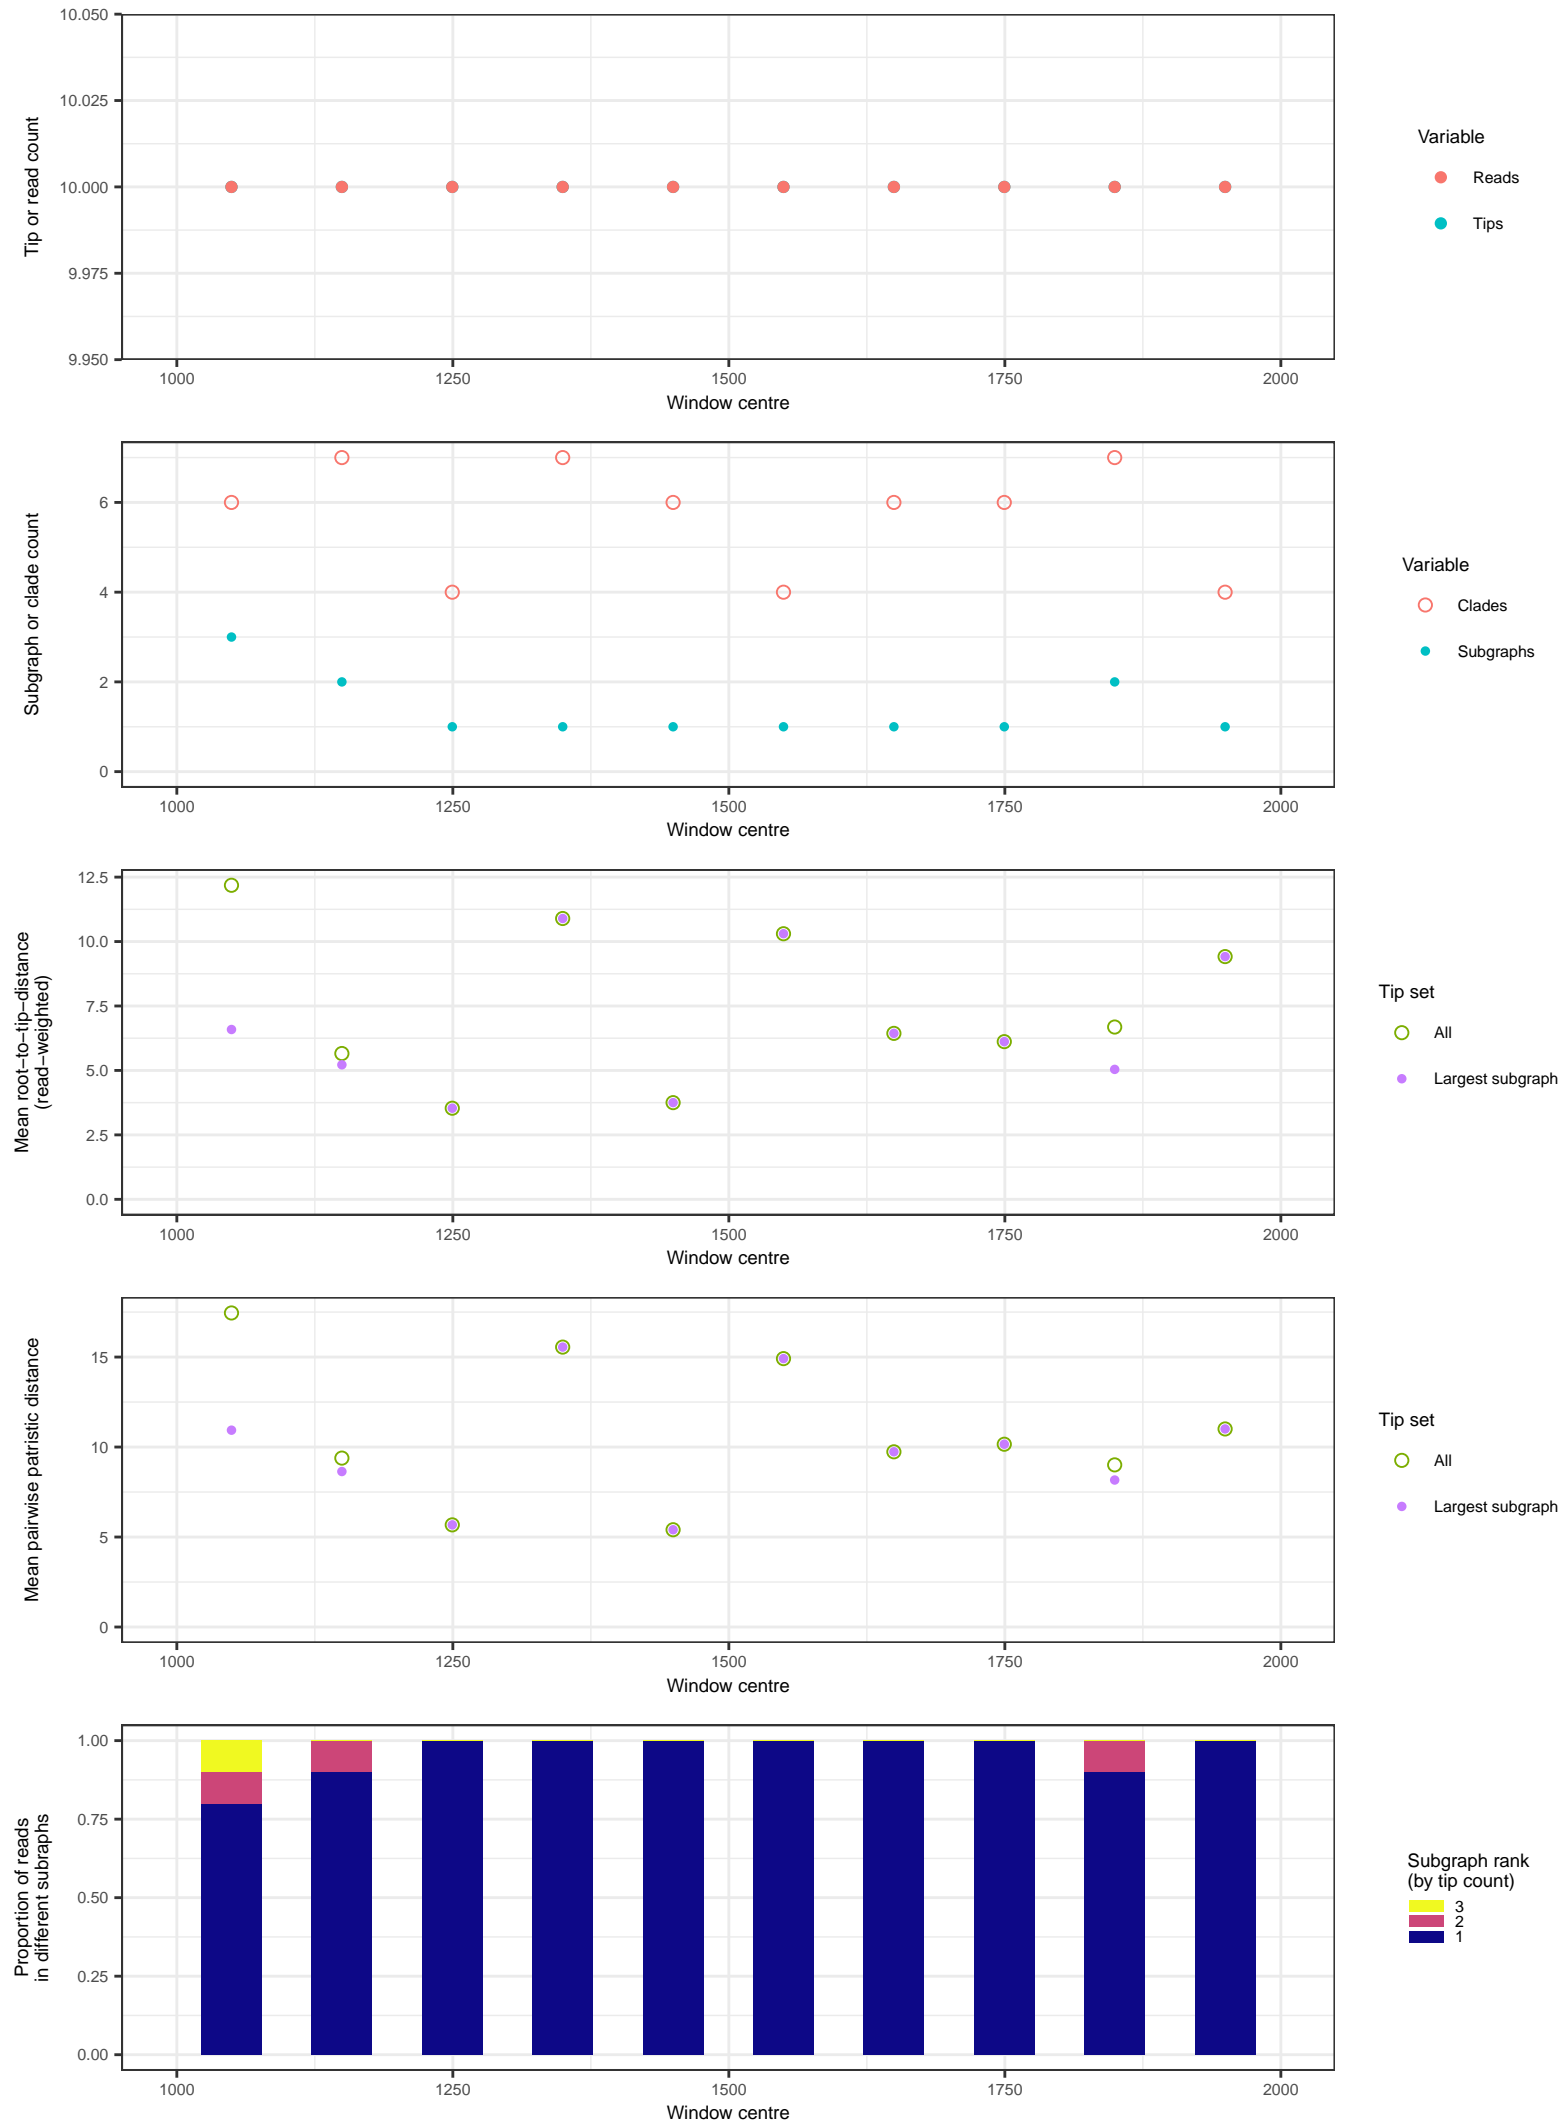 10.050
10.025
10.000
9.975
9.950
Tip or read count
1000 1250 1500 1750 2000
Window centre
Variable
Reads
Tips
6
4
2
0
Subgraph or clade count
1000 1250 1500 1750 2000
Window centre
Variable
Clades
Subgraphs
12.5
10.0
7.5
5.0
2.5
0.0
Mean root−to−tip−distance
(read−weighted)
1000 1250 1500 1750 2000
Window centre
Tip set
All
Largest subgraph
15
10
5
0
Mean pairwise patristic distance
1000 1250 1500 1750 2000
Window centre
Tip set
All
Largest subgraph
1.00
0.75
0.50
0.25
0.00
Proportion of reads
in different subraphs
1000 1250 1500 1750 2000
Window centre
Subgraph rank
(by tip count)
3
2
1